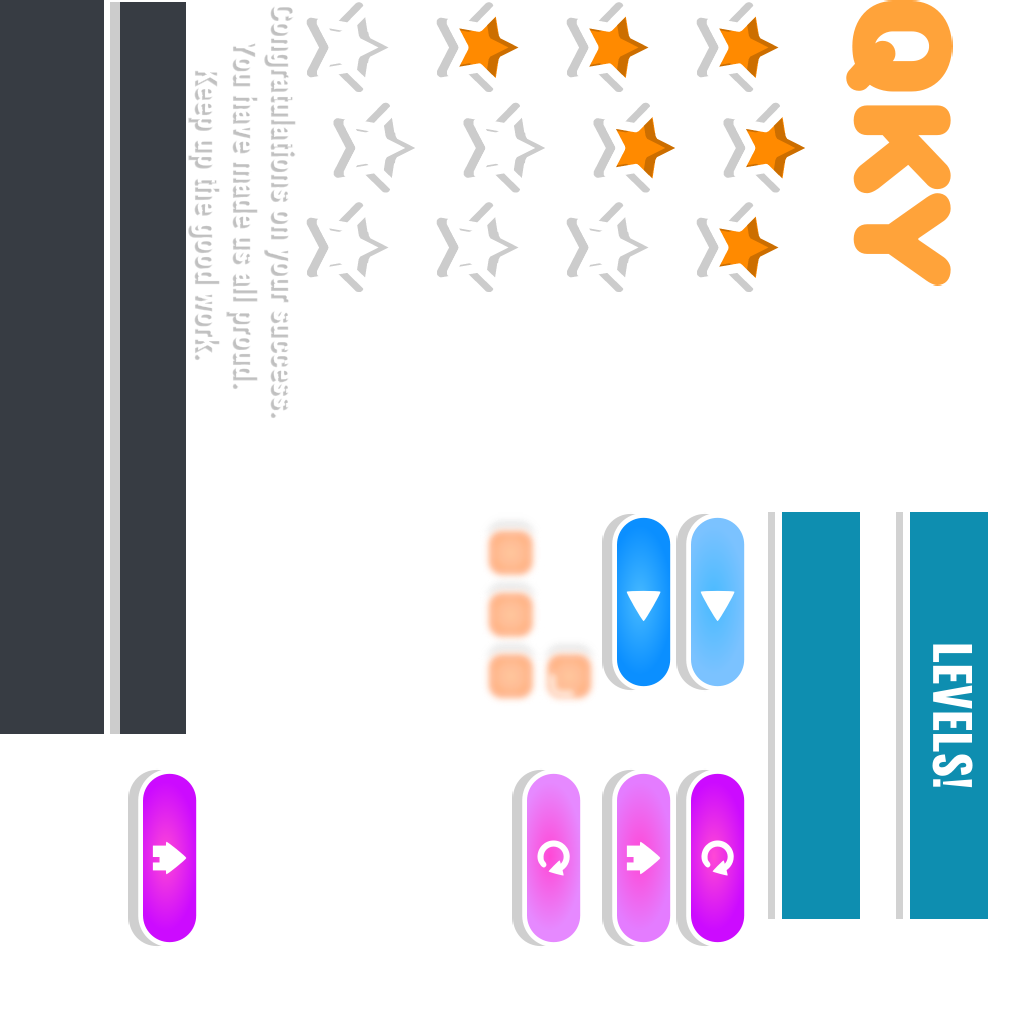 QKY
LEVELS!
Congratulations on your success.
You have made us all proud.
Keep up the good work.